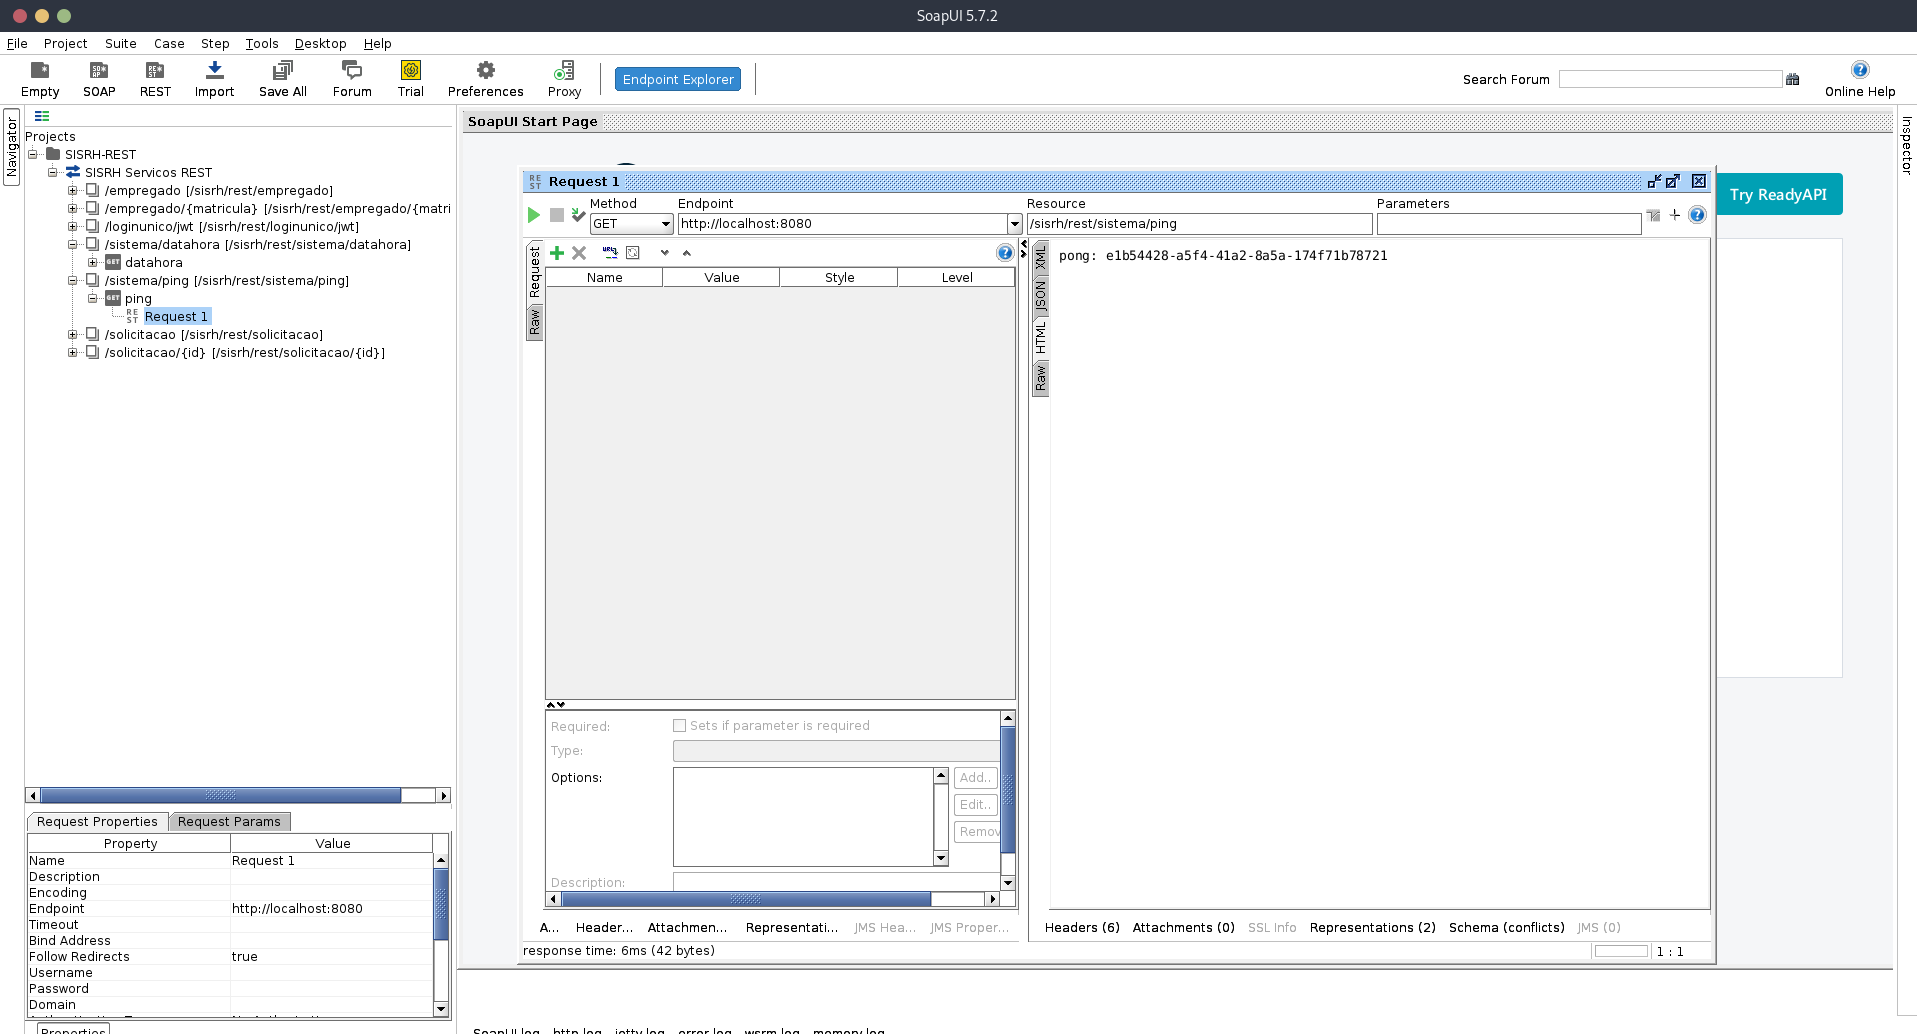 SoapUI 5.7.2
File Project Suite Case Step Tools Desktop Help
Empty SOAP REST Import Save All Forum Trial Preferences Proxy Endpoint Explorer Search Forum Online Help
Navigator
Projects
SISRH-REST
SISRH Servicos REST
/empregado [/sisrh/rest/empregado]
/empregado/{matricula} [/sisrh/rest/empregado/{matri
/loginunico/jwt [/sisrh/rest/loginunico/jwt]
/sistema/datahora [/sisrh/rest/sistema/datahora]
GET datahora
/sistema/ping [/sisrh/rest/sistema/ping]
GET ping
REST Request 1
/solicitacao [/sisrh/rest/solicitacao]
/solicitacao/{id} [/sisrh/rest/solicitacao/{id}]
Request Properties Request Params
Property Value
Name Request 1
Description
Encoding
Endpoint http://localhost:8080
Timeout
Bind Address
Follow Redirects true
Username
Password
Domain
Properties
SoapUI Start Page
Try ReadyAPI
Inspector
REST Request 1
Method Endpoint Resource Parameters
GET http://localhost:8080 /sisrh/rest/sistema/ping
Request
Raw
Name Value Style Level
Required: Sets if parameter is required
Type:
Options:
Add..
Edit..
Remov
Description:
A... Header... Attachmen... Representati... JMS Hea... JMS Proper...
XML
JSON
HTML
Raw
pong: e1b54428-a5f4-41a2-8a5a-174f71b78721
Headers (6) Attachments (0) SSL Info Representations (2) Schema (conflicts) JMS (0)
response time: 6ms (42 bytes) 1 : 1
SoapUI log http log jetty log error log wsrm log memory log